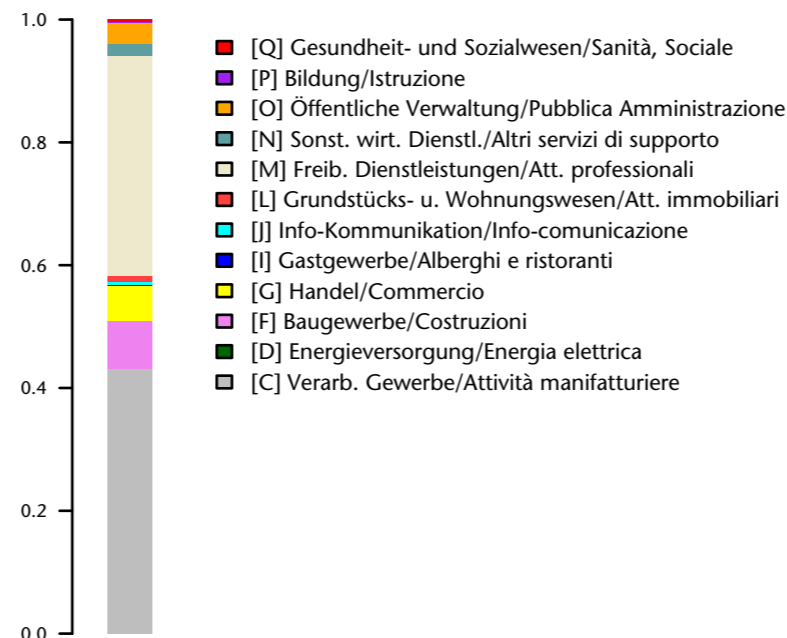 1.0
0.8
0.6
0.4
0.2
0.0
[Q] Gesundheit- und Sozialwesen/Sanità, Sociale
[P] Bildung/Istruzione
[O] Öffentliche Verwaltung/Pubblica Amministrazione
[N] Sonst. wirt. Dienstl./Altri servizi di supporto
[M] Freib. Dienstleistungen/Att. professionali
[L] Grundstücks- u. Wohnungswesen/Att. immobiliari
[J] Info-Kommunikation/Info-comunicazione
[I] Gastgewerbe/Alberghi e ristoranti
[G] Handel/Commercio
[F] Baugewerbe/Costruzioni
[D] Energieversorgung/Energia elettrica
[C] Verarb. Gewerbe/Attività manifatturiere